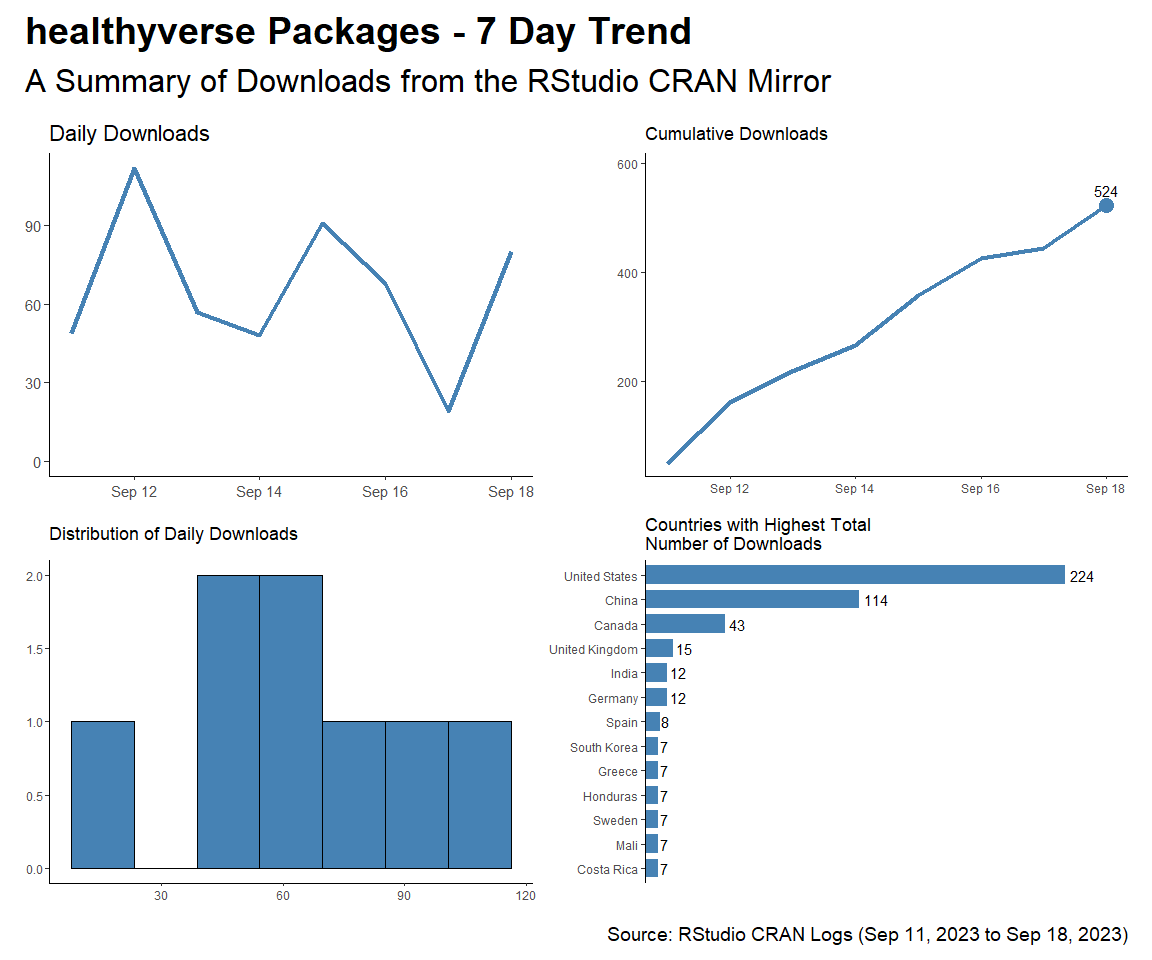 healthyverse Packages - 7 Day Trend
A Summary of Downloads from the RStudio CRAN Mirror
Daily Downloads
90
60
30
0
Sep 12 Sep 14 Sep 16 Sep 18
Cumulative Downloads
600
400
200
524
Sep 12 Sep 14 Sep 16 Sep 18
Distribution of Daily Downloads
2.0
1.5
1.0
0.5
0.0
30 60 90 120
Countries with Highest Total
Number of Downloads
United States 224
China 114
Canada 43
United Kingdom 15
India 12
Germany 12
Spain 8
South Korea 7
Greece 7
Honduras 7
Sweden 7
Mali 7
Costa Rica 7
Source: RStudio CRAN Logs (Sep 11, 2023 to Sep 18, 2023)